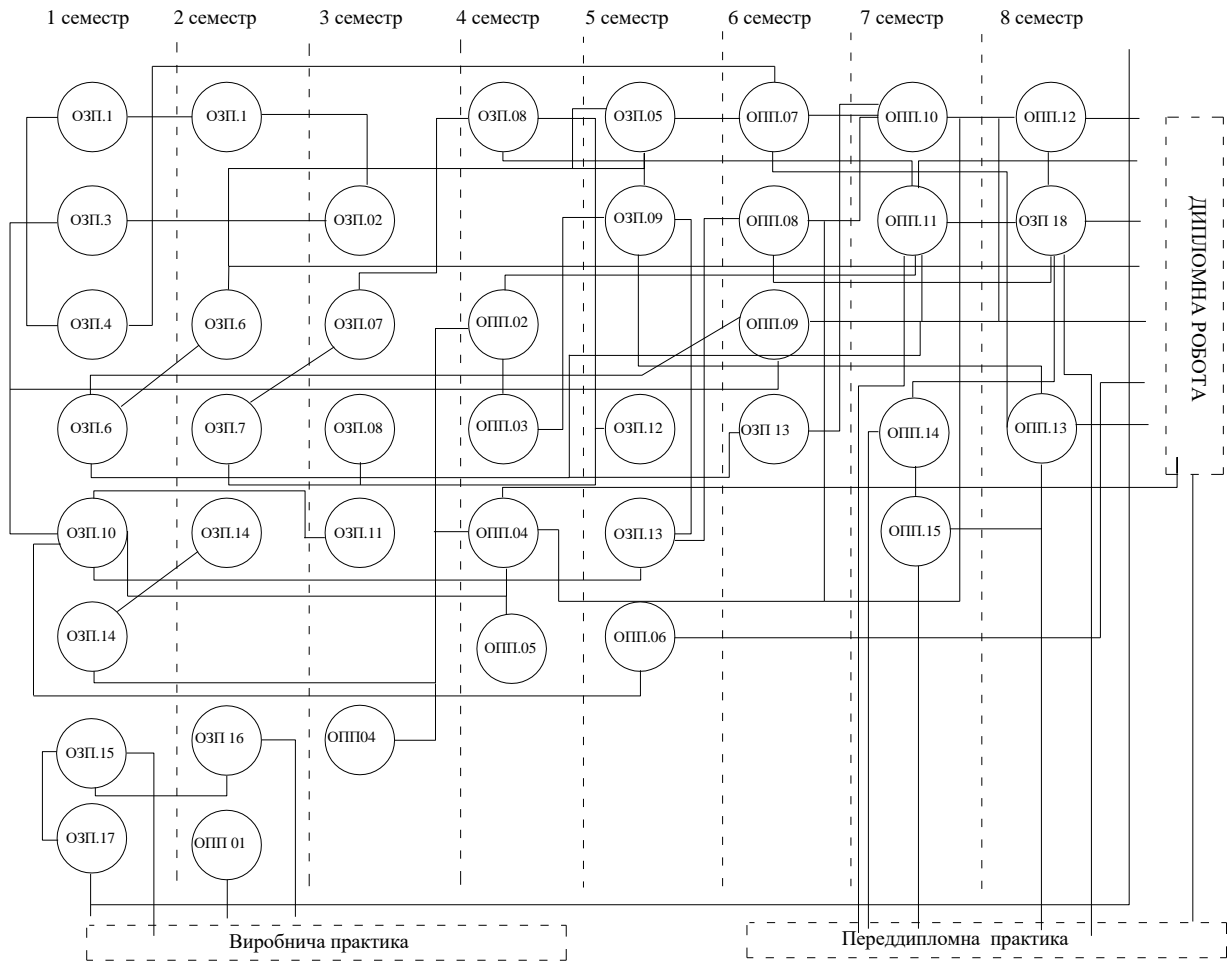 1 семестр 2 семестр 3 семестр 4 семестр 5 семестр 6 семестр 7 семестр 8 семестр
ОЗП.1 ОЗП.1 ОЗП.08 ОЗП.05 ОПП.07 ОПП.10 ОПП.12
ОЗП.3 ОЗП.02 ОЗП.09 ОПП.08 ОПП.11 ОЗП 18
ОЗП.4 ОЗП.6 ОЗП.07 ОПП.02 ОПП.09
ОЗП.6 ОЗП.7 ОЗП.08 ОПП.03 ОЗП.12 ОЗП 13 ОПП.14 ОПП.13
ОЗП.10 ОЗП.14 ОЗП.11 ОПП.04 ОЗП.13 ОПП.15
ОЗП.14 ОПП.05 ОПП.06
ОЗП.15 ОЗП 16 ОПП04
ОЗП.17 ОПП 01
ДИПЛОМНА РОБОТА
Виробнича практика Переддипломна практика